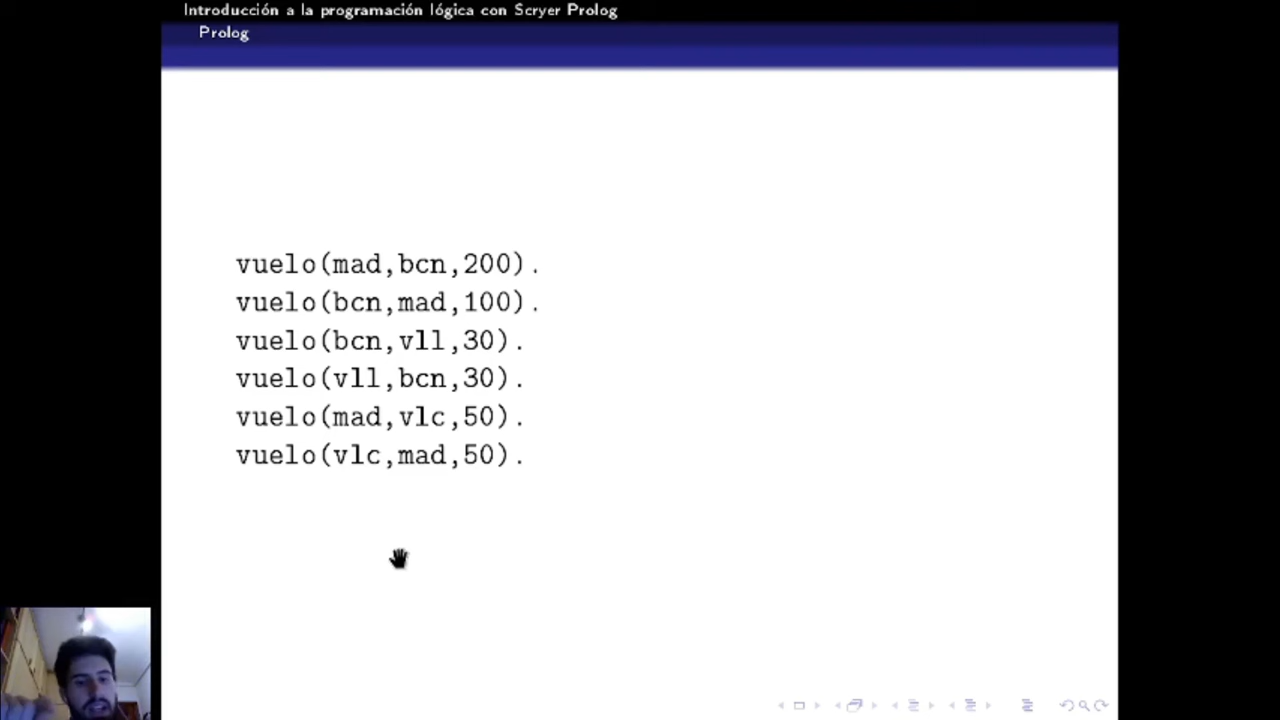 Introducción a la programación lógica con Scryer Prolog
Prolog
vuelo(mad,bcn,200).
vuelo(bcn,mad,100).
vuelo(bcn,vll,30).
vuelo(vll,bcn,30).
vuelo(mad,vlc,50).
vuelo(vlc,mad,50).